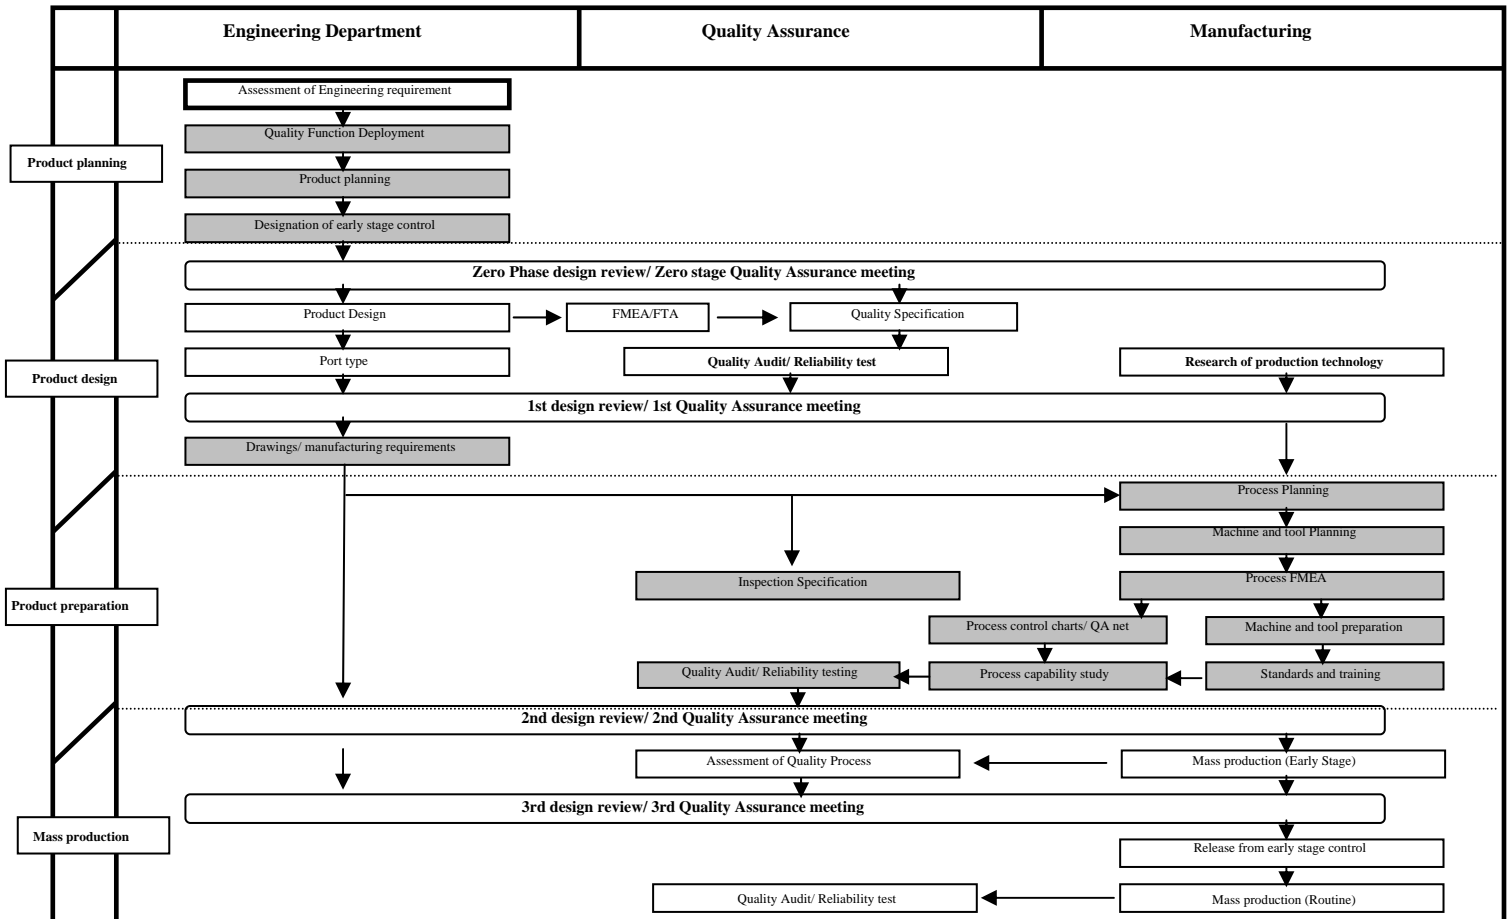 Engineering Department
Quality Assurance
Manufacturing
Assessment of Engineering requirement
Quality Function Deployment
Product planning
Product planning
Designation of early stage control
Zero Phase design review/ Zero stage Quality Assurance meeting
Product Design
FMEA/FTA
Quality Specification
Port type
Quality Audit/ Reliability test
Research of production technology
Product design
1st design review/ 1st Quality Assurance meeting
Drawings/ manufacturing requirements
Process Planning
Machine and tool Planning
Inspection Specification
Process FMEA
Product preparation
Process control charts/ QA net
Machine and tool preparation
Quality Audit/ Reliability testing
Process capability study
Standards and training
2nd design review/ 2nd Quality Assurance meeting
Assessment of Quality Process
Mass production (Early Stage)
3rd design review/ 3rd Quality Assurance meeting
Mass production
Release from early stage control
Quality Audit/ Reliability test
Mass production (Routine)